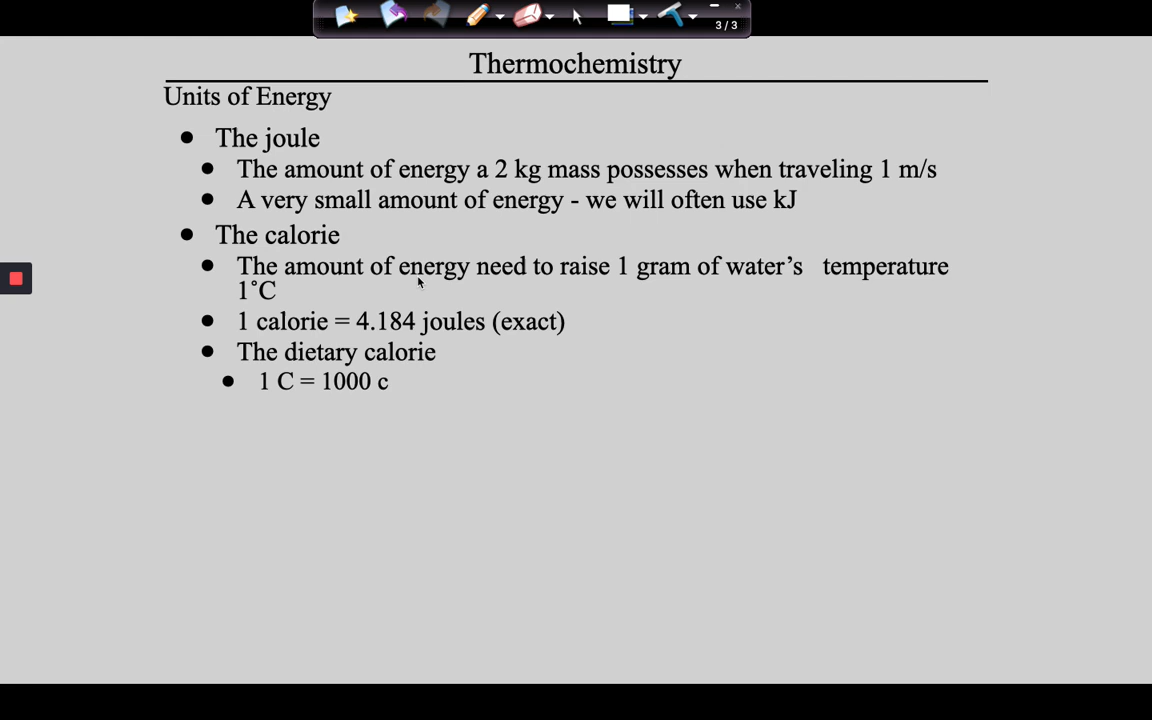 3 / 3
Thermochemistry
Units of Energy
● The joule
● The amount of energy a 2 kg mass possesses when traveling 1 m/s
● A very small amount of energy - we will often use kJ
● The calorie
● The amount of energy need to raise 1 gram of water’s temperature
1˚C
● 1 calorie = 4.184 joules (exact)
● The dietary calorie
● 1 C = 1000 c